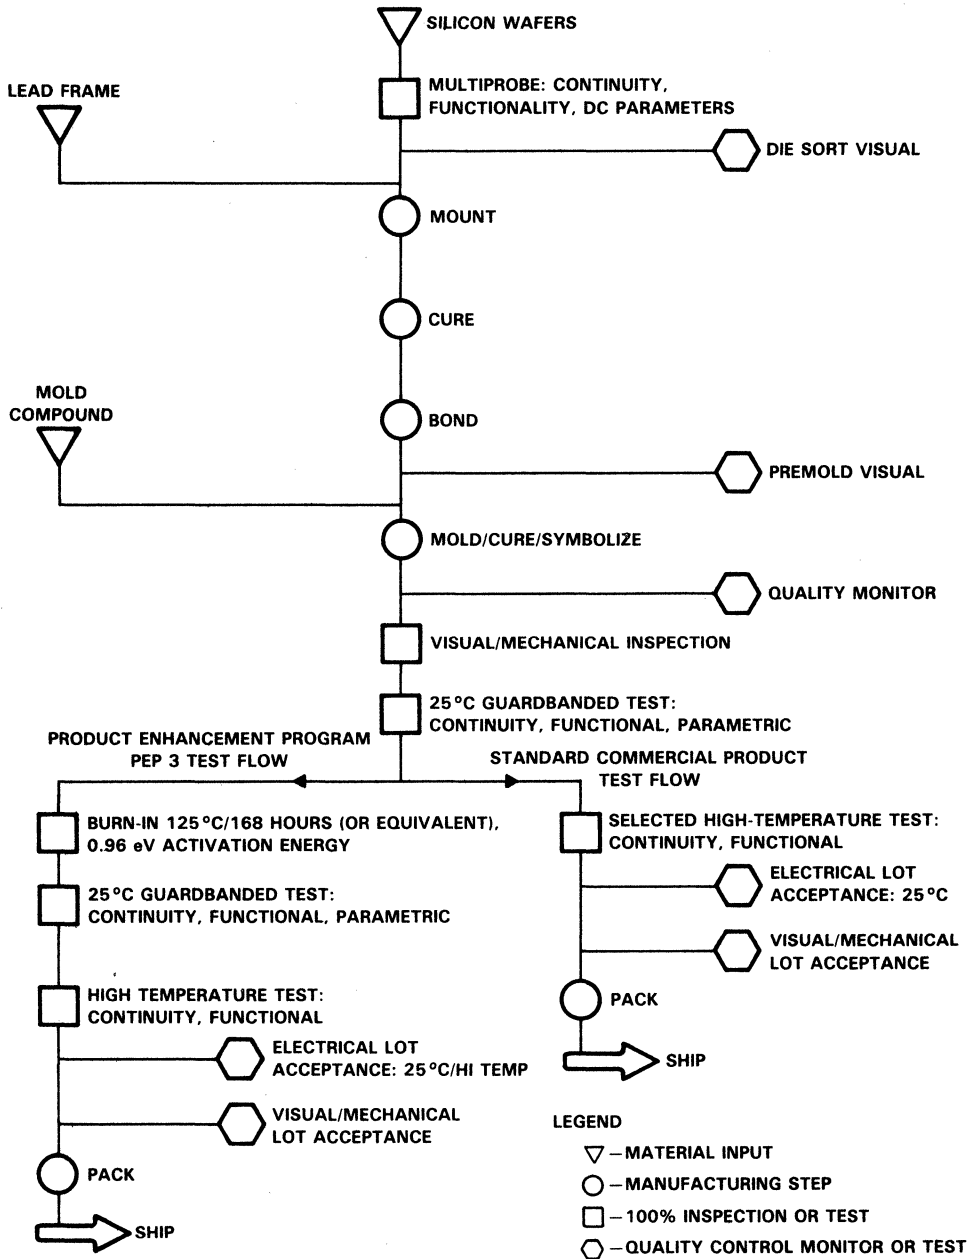 SILICON WAFERS
MULTIPROBE: CONTINUITY,
FUNCTIONALITY, DC PARAMETERS
LEAD FRAME
DIE SORT VISUAL
MOUNT
CURE
MOLD
COMPOUND
BOND
PREMOLD VISUAL
MOLD/CURE/SYMBOLIZE
QUALITY MONITOR
VISUAL/MECHANICAL INSPECTION
25°C GUARDBANDED TEST:
CONTINUITY, FUNCTIONAL, PARAMETRIC
PRODUCT ENHANCEMENT PROGRAM
PEP 3 TEST FLOW
STANDARD COMMERCIAL PRODUCT
TEST FLOW
BURN-IN 125°C/168 HOURS (OR EQUIVALENT),
0.96 eV ACTIVATION ENERGY
25°C GUARDBANDED TEST:
CONTINUITY, FUNCTIONAL, PARAMETRIC
HIGH TEMPERATURE TEST:
CONTINUITY, FUNCTIONAL
ELECTRICAL LOT
ACCEPTANCE: 25°C/HI TEMP
VISUAL/MECHANICAL
LOT ACCEPTANCE
PACK
SHIP
SELECTED HIGH-TEMPERATURE TEST:
CONTINUITY, FUNCTIONAL
ELECTRICAL LOT
ACCEPTANCE: 25°C
VISUAL/MECHANICAL
LOT ACCEPTANCE
PACK
SHIP
LEGEND
–MATERIAL INPUT
–MANUFACTURING STEP
–100% INSPECTION OR TEST
–QUALITY CONTROL MONITOR OR TEST